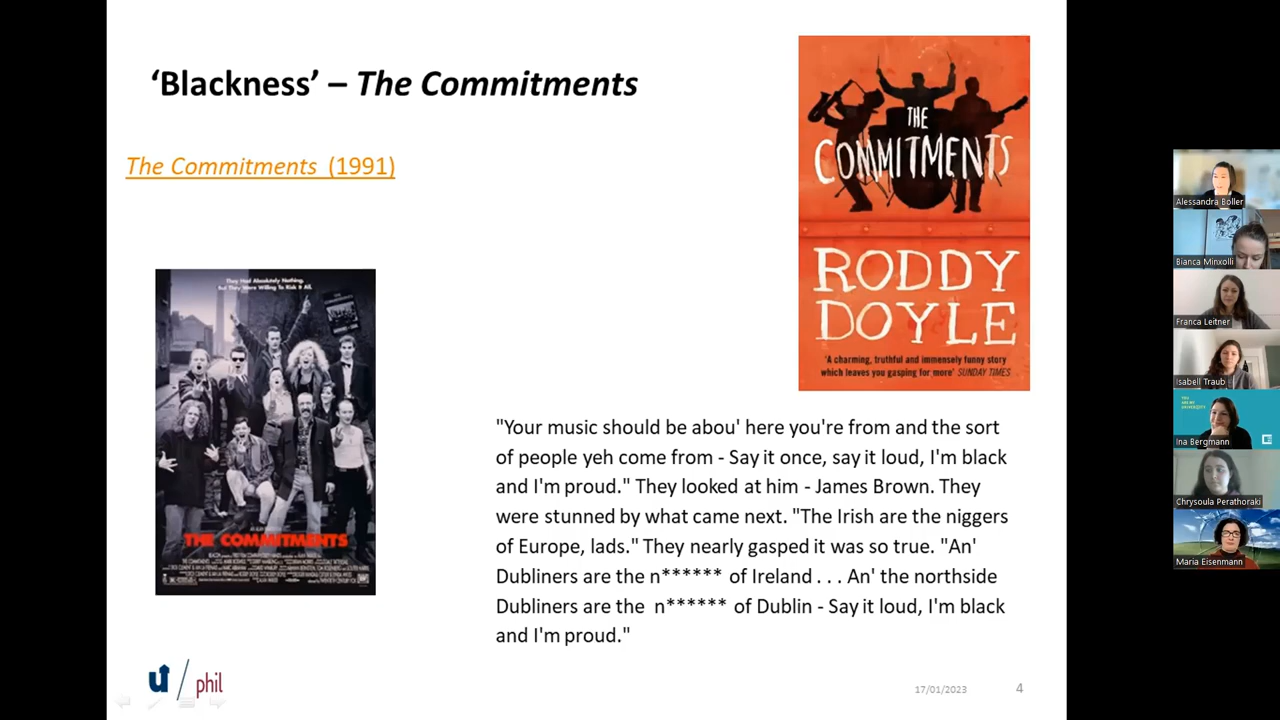 ‘Blackness’ – The Commitments
The Commitments (1991)
THE
COMMITMENTS
RODDY
DOYLE
'A charming, truthful and immensely funny story
which leaves you gasping for more' SUNDAY TIMES
They Had Absolutely Nothing.
But They Were Willing To Risk It All.
THE COMMITMENTS
"Your music should be abou' here you're from and the sort
of people yeh come from - Say it once, say it loud, I'm black
and I'm proud." They looked at him - James Brown. They
were stunned by what came next. "The Irish are the niggers
of Europe, lads." They nearly gasped it was so true. "An'
Dubliners are the n****** of Ireland . . . An' the northside
Dubliners are the n****** of Dublin - Say it loud, I'm black
and I'm proud."
u / phil
17/01/2023
4
Alessandra Boller
Bianca Minxolli
Franca Leitner
Isabell Traub
Ina Bergmann
Chrysoula Perathoraki
Maria Eisenmann